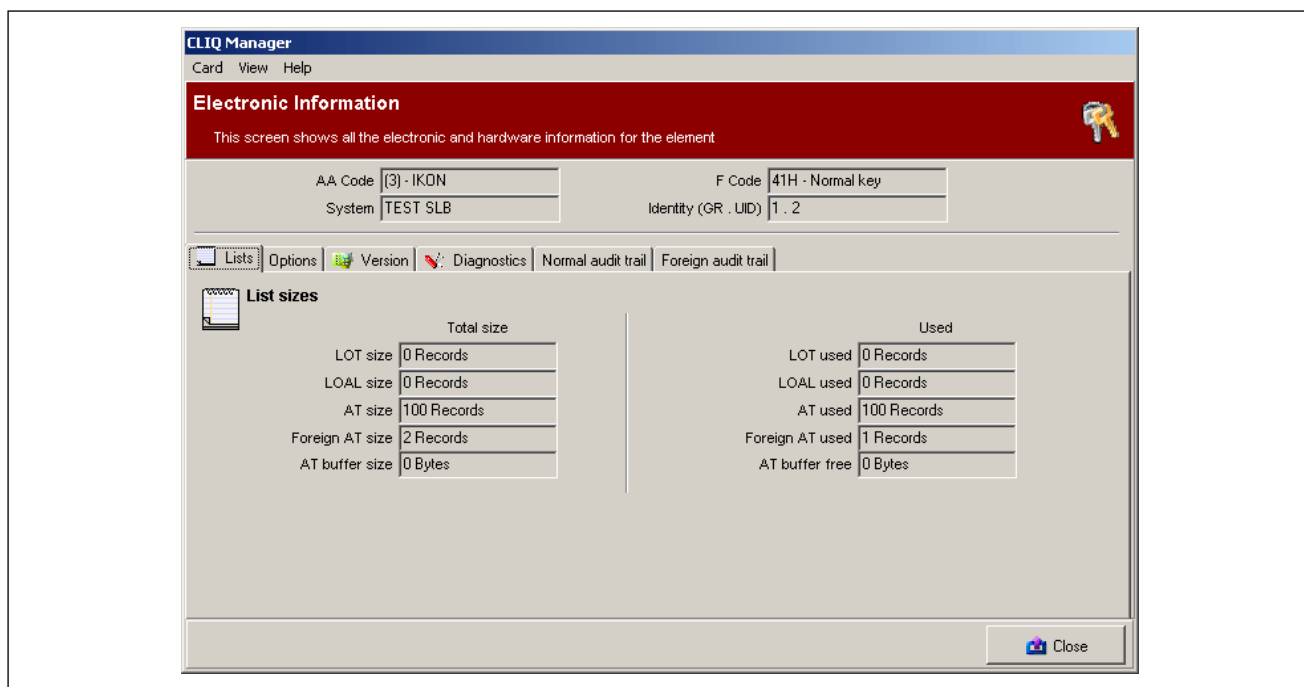 CLIQ Manager
Card View Help
Electronic Information
This screen shows all the electronic and hardware information for the element
AA Code (3) - IKON F Code 41H - Normal key
System TEST SLB Identity (GR . UID) 1 . 2
Lists Options Version Diagnostics Normal audit trail Foreign audit trail
List sizes
Total size Used
LOT size 0 Records LOT used 0 Records
LOAL size 0 Records LOAL used 0 Records
AT size 100 Records AT used 100 Records
Foreign AT size 2 Records Foreign AT used 1 Records
AT buffer size 0 Bytes AT buffer free 0 Bytes
Close